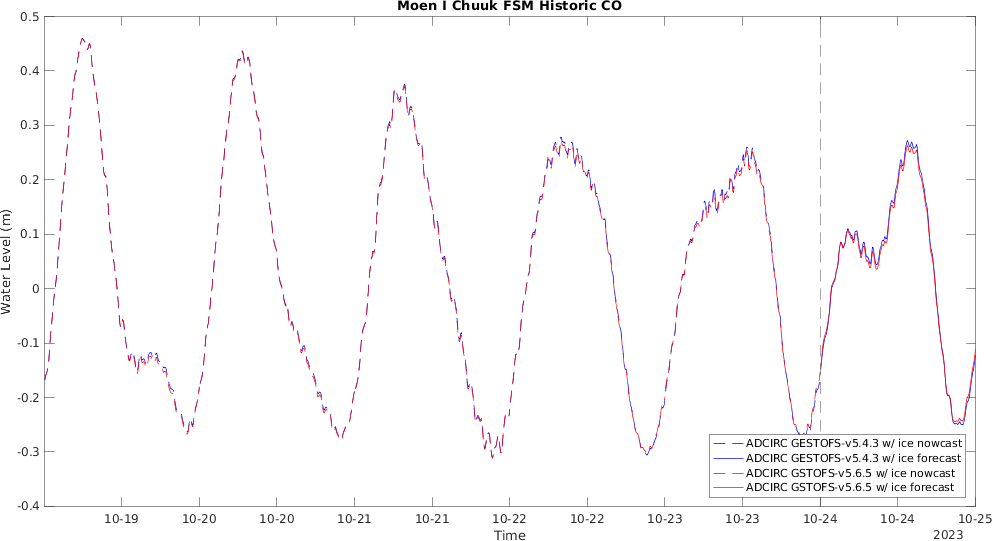 Moen I Chuuk FSM Historic CO
0.5
0.4
0.3
0.2
0.1
0
-0.1
-0.2
-0.3
-0.4
Water Level (m)
ADCIRC GESTOFS-v5.4.3 w/ ice nowcast
ADCIRC GESTOFS-v5.4.3 w/ ice forecast
ADCIRC GSTOFS-v5.6.5 w/ ice nowcast
ADCIRC GSTOFS-v5.6.5 w/ ice forecast
10-19 10-20 10-20 10-21 10-21 10-22 10-22 10-23 10-23 10-24 10-24 10-25
Time
2023